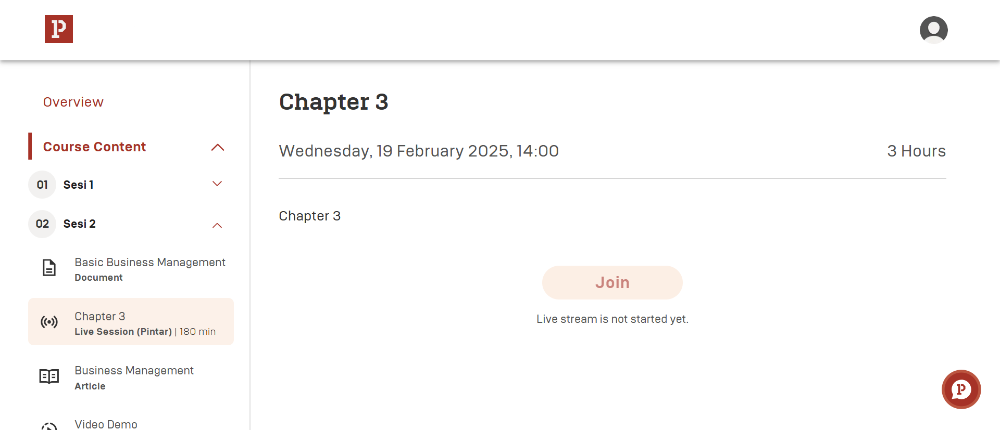 P
Overview
Course Content
01 Sesi 1
02 Sesi 2
Basic Business Management
Document
Chapter 3
Live Session (Pintar) | 180 min
Business Management
Article
Video Demo
Chapter 3
Wednesday, 19 February 2025, 14:00
3 Hours
Chapter 3
Join
Live stream is not started yet.
P